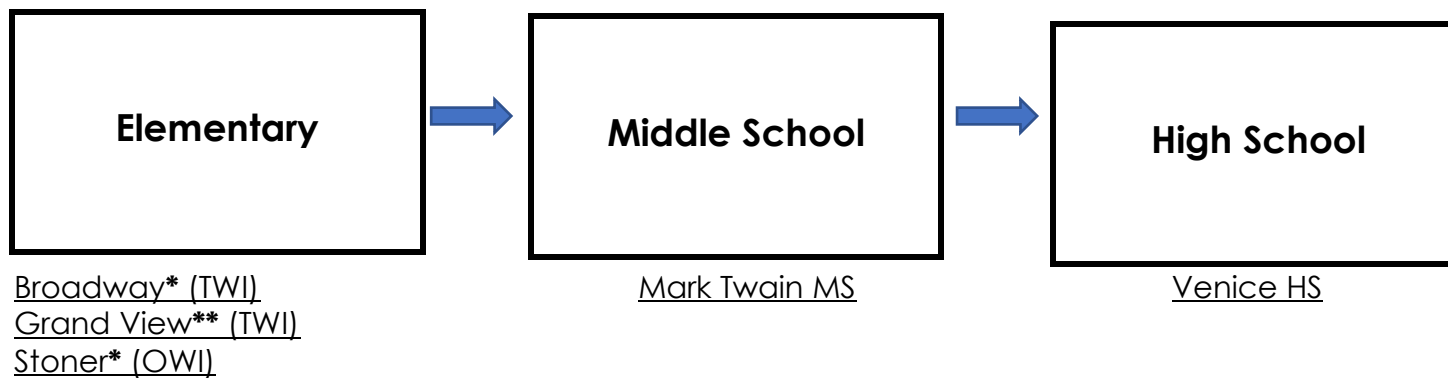 Elementary
Middle School
High School
Broadway* (TWI)
Grand View** (TWI)
Stoner* (OWI)
Mark Twain MS
Venice HS